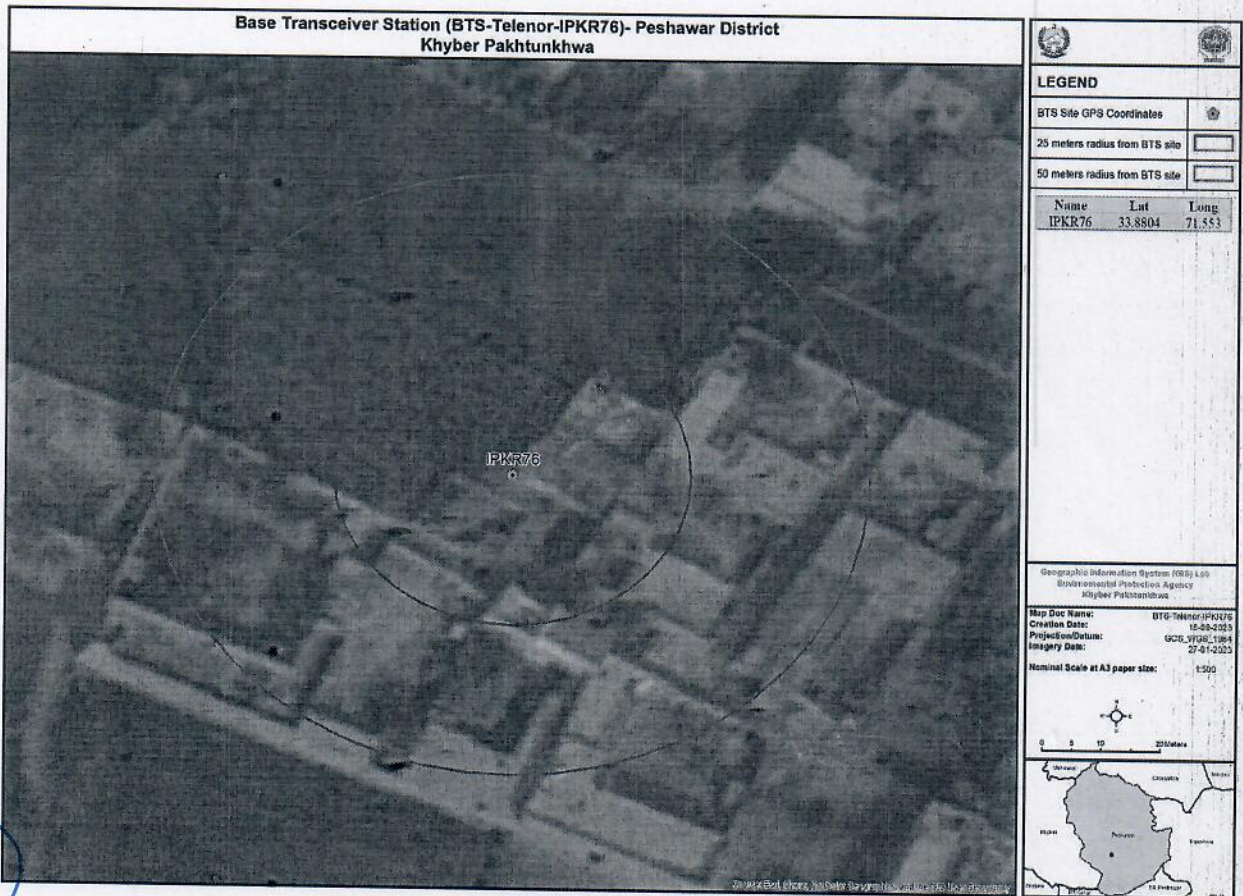 Base Transceiver Station (BTS-Telenor-IPKR76)- Peshawar District
Khyber Pakhtunkhwa
IPKR76
LEGEND
BTS Site GPS Coordinates
25 meters radius from BTS site
50 meters radius from BTS site
Name Lat Long
IPKR76 33.8804 71.553
Geographic Information System (GIS) Lab
Environmental Protection Agency
Khyber Pakhtunkhwa
Map Doc Name: BTS-Telenor-IPKR76
Creation Date: 15-09-2023
Projection/Datum: GCS_WGS_1984
Imagery Date: 27-01-2023
Nominal Scale at A3 paper size: 1:500
0 5 10 20 Meters
Charsadda
Peshawar